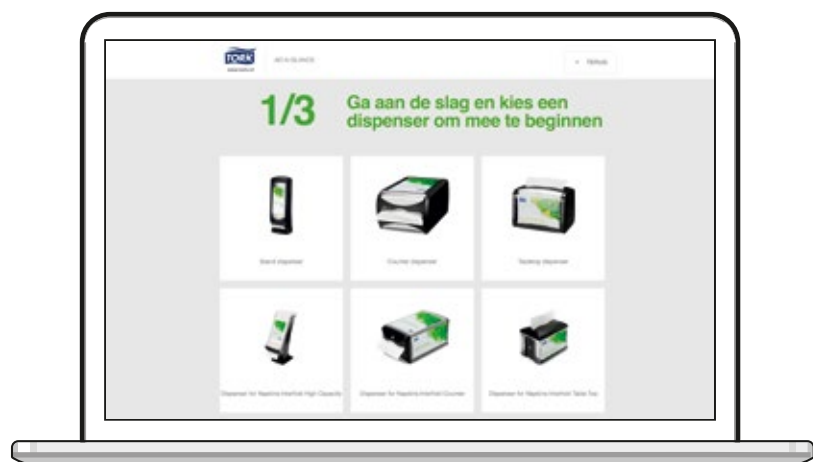 TORK
AD-A-GLANCE
1/3
Ga aan de slag en kies een
dispenser om mee te beginnen
Stand dispenser
Counter dispenser
Tabletop dispenser
Dispenser for Napkins Interfold High Capacity
Dispenser for Napkins Interfold Counter
Dispenser for Napkins Interfold Table Top